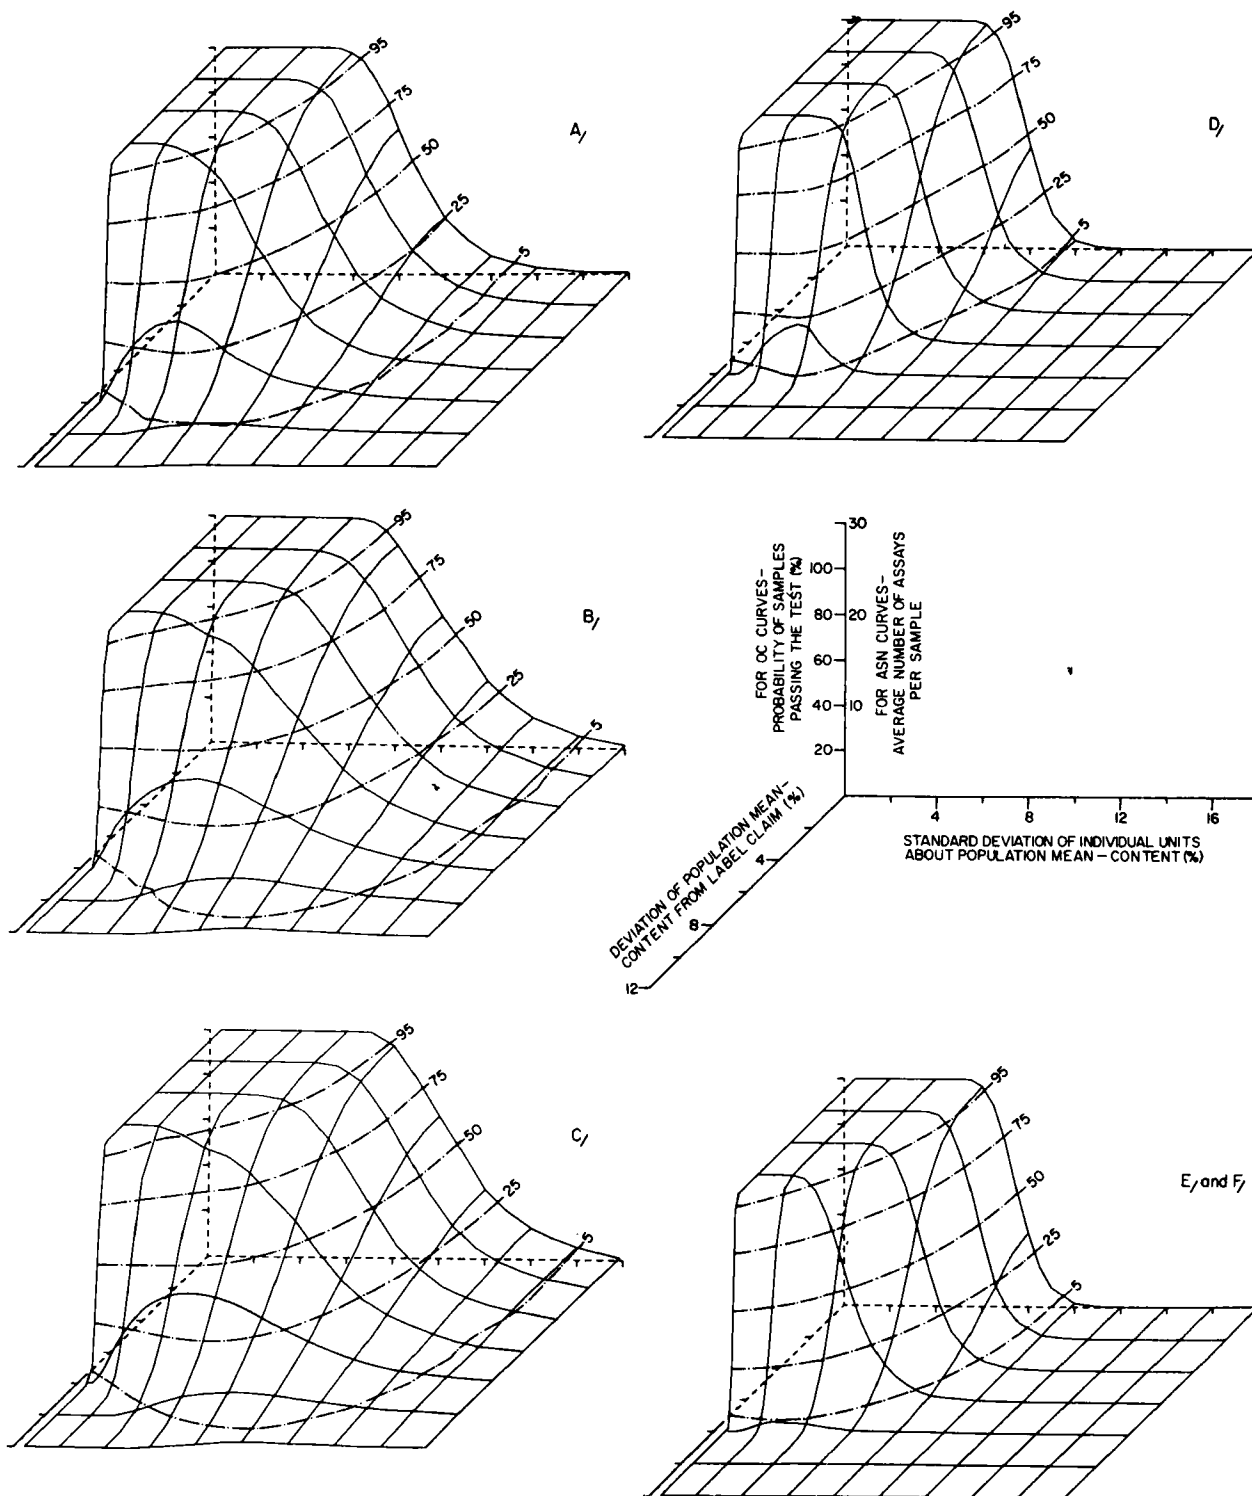 A/
95
75
50
25
5
D/
95
75
50
25
5
B/
95
75
50
25
5
FOR OC CURVES–
PROBABILITY OF SAMPLES
PASSING THE TEST (%)
100
80
60
40
20
30
20
10
FOR ASN CURVES–
AVERAGE NUMBER OF ASSAYS
PER SAMPLE
4
8
12
16
STANDARD DEVIATION OF INDIVIDUAL UNITS
ABOUT POPULATION MEAN – CONTENT (%)
DEVIATION OF POPULATION MEAN–
CONTENT FROM LABEL CLAIM (%)
4
8
12
C/
95
75
50
25
5
E/ and F/
95
75
50
25
5